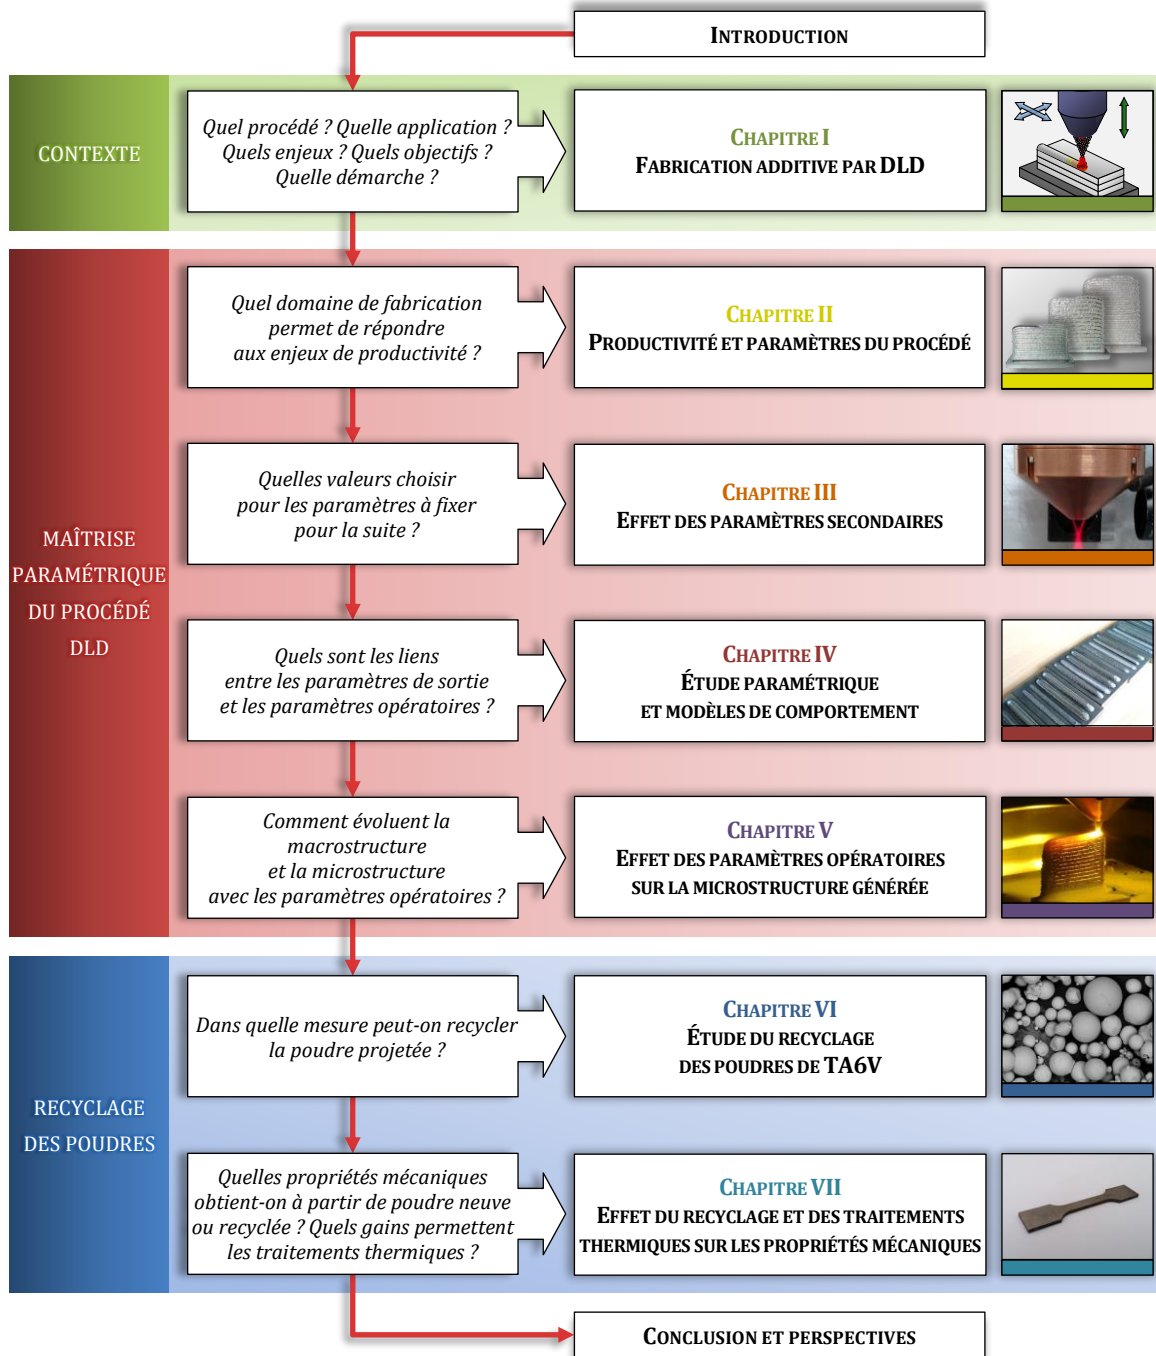 INTRODUCTION
CONTEXTE
Quel procédé ? Quelle application ?
Quels enjeux ? Quels objectifs ?
Quelle démarche ?
CHAPITRE I
FABRICATION ADDITIVE PAR DLD
MAÎTRISE
PARAMÉTRIQUE
DU PROCÉDÉ
DLD
Quel domaine de fabrication
permet de répondre
aux enjeux de productivité ?
CHAPITRE II
PRODUCTIVITÉ ET PARAMÈTRES DU PROCÉDÉ
Quelles valeurs choisir
pour les paramètres à fixer
pour la suite ?
CHAPITRE III
EFFET DES PARAMÈTRES SECONDAIRES
Quels sont les liens
entre les paramètres de sortie
et les paramètres opératoires ?
CHAPITRE IV
ÉTUDE PARAMÉTRIQUE
ET MODÈLES DE COMPORTEMENT
Comment évoluent la
macrostructure
et la microstructure
avec les paramètres opératoires ?
CHAPITRE V
EFFET DES PARAMÈTRES OPÉRATOIRES
SUR LA MICROSTRUCTURE GÉNÉRÉE
RECYCLAGE
DES POUDRES
Dans quelle mesure peut-on recycler
la poudre projetée ?
CHAPITRE VI
ÉTUDE DU RECYCLAGE
DES POUDRES DE TA6V
Quelles propriétés mécaniques
obtient-on à partir de poudre neuve
ou recyclée ? Quels gains permettent
les traitements thermiques ?
CHAPITRE VII
EFFET DU RECYCLAGE ET DES TRAITEMENTS
THERMIQUES SUR LES PROPRIÉTÉS MÉCANIQUES
CONCLUSION ET PERSPECTIVES